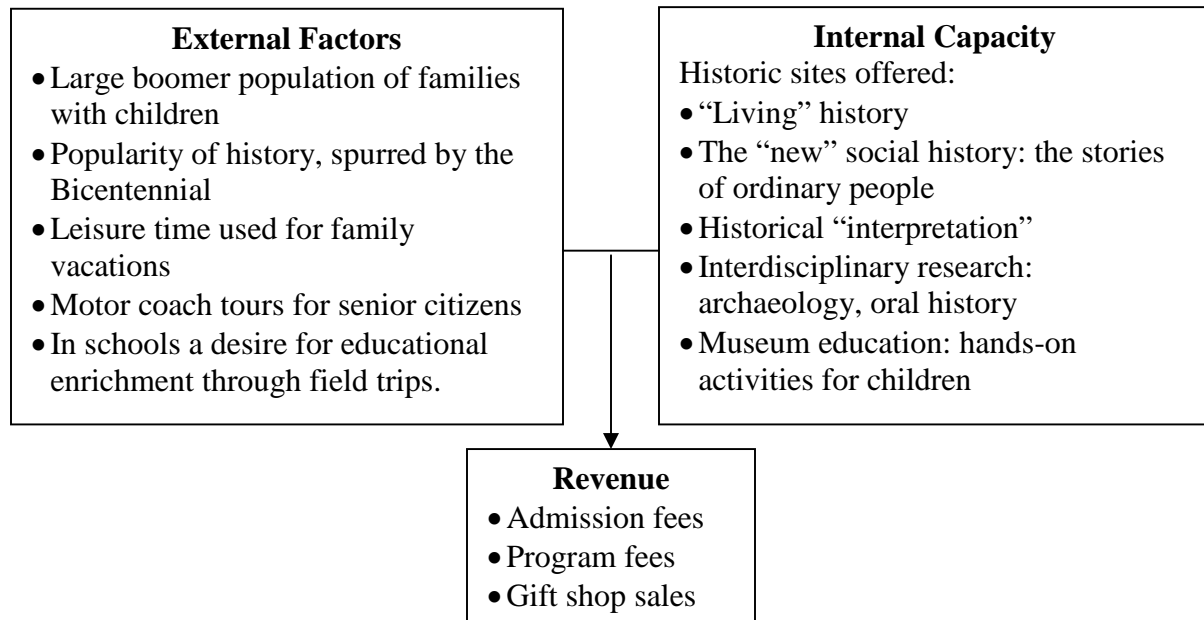 External Factors
• Large boomer population of families
with children
• Popularity of history, spurred by the
Bicentennial
• Leisure time used for family
vacations
• Motor coach tours for senior citizens
• In schools a desire for educational
enrichment through field trips.
Internal Capacity
Historic sites offered:
• “Living” history
• The “new” social history: the stories
of ordinary people
• Historical “interpretation”
• Interdisciplinary research:
archaeology, oral history
• Museum education: hands-on
activities for children
Revenue
• Admission fees
• Program fees
• Gift shop sales